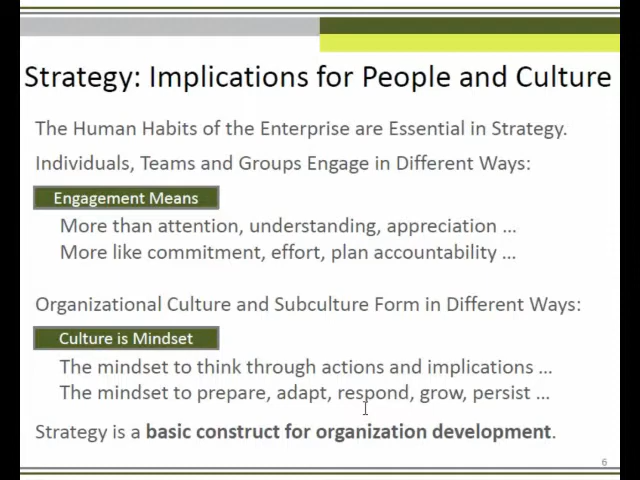 Strategy: Implications for People and Culture
The Human Habits of the Enterprise are Essential in Strategy.
Individuals, Teams and Groups Engage in Different Ways:
Engagement Means
More than attention, understanding, appreciation ...
More like commitment, effort, plan accountability ...
Organizational Culture and Subculture Form in Different Ways:
Culture is Mindset
The mindset to think through actions and implications ...
The mindset to prepare, adapt, respond, grow, persist ...
Strategy is a basic construct for organization development.
6